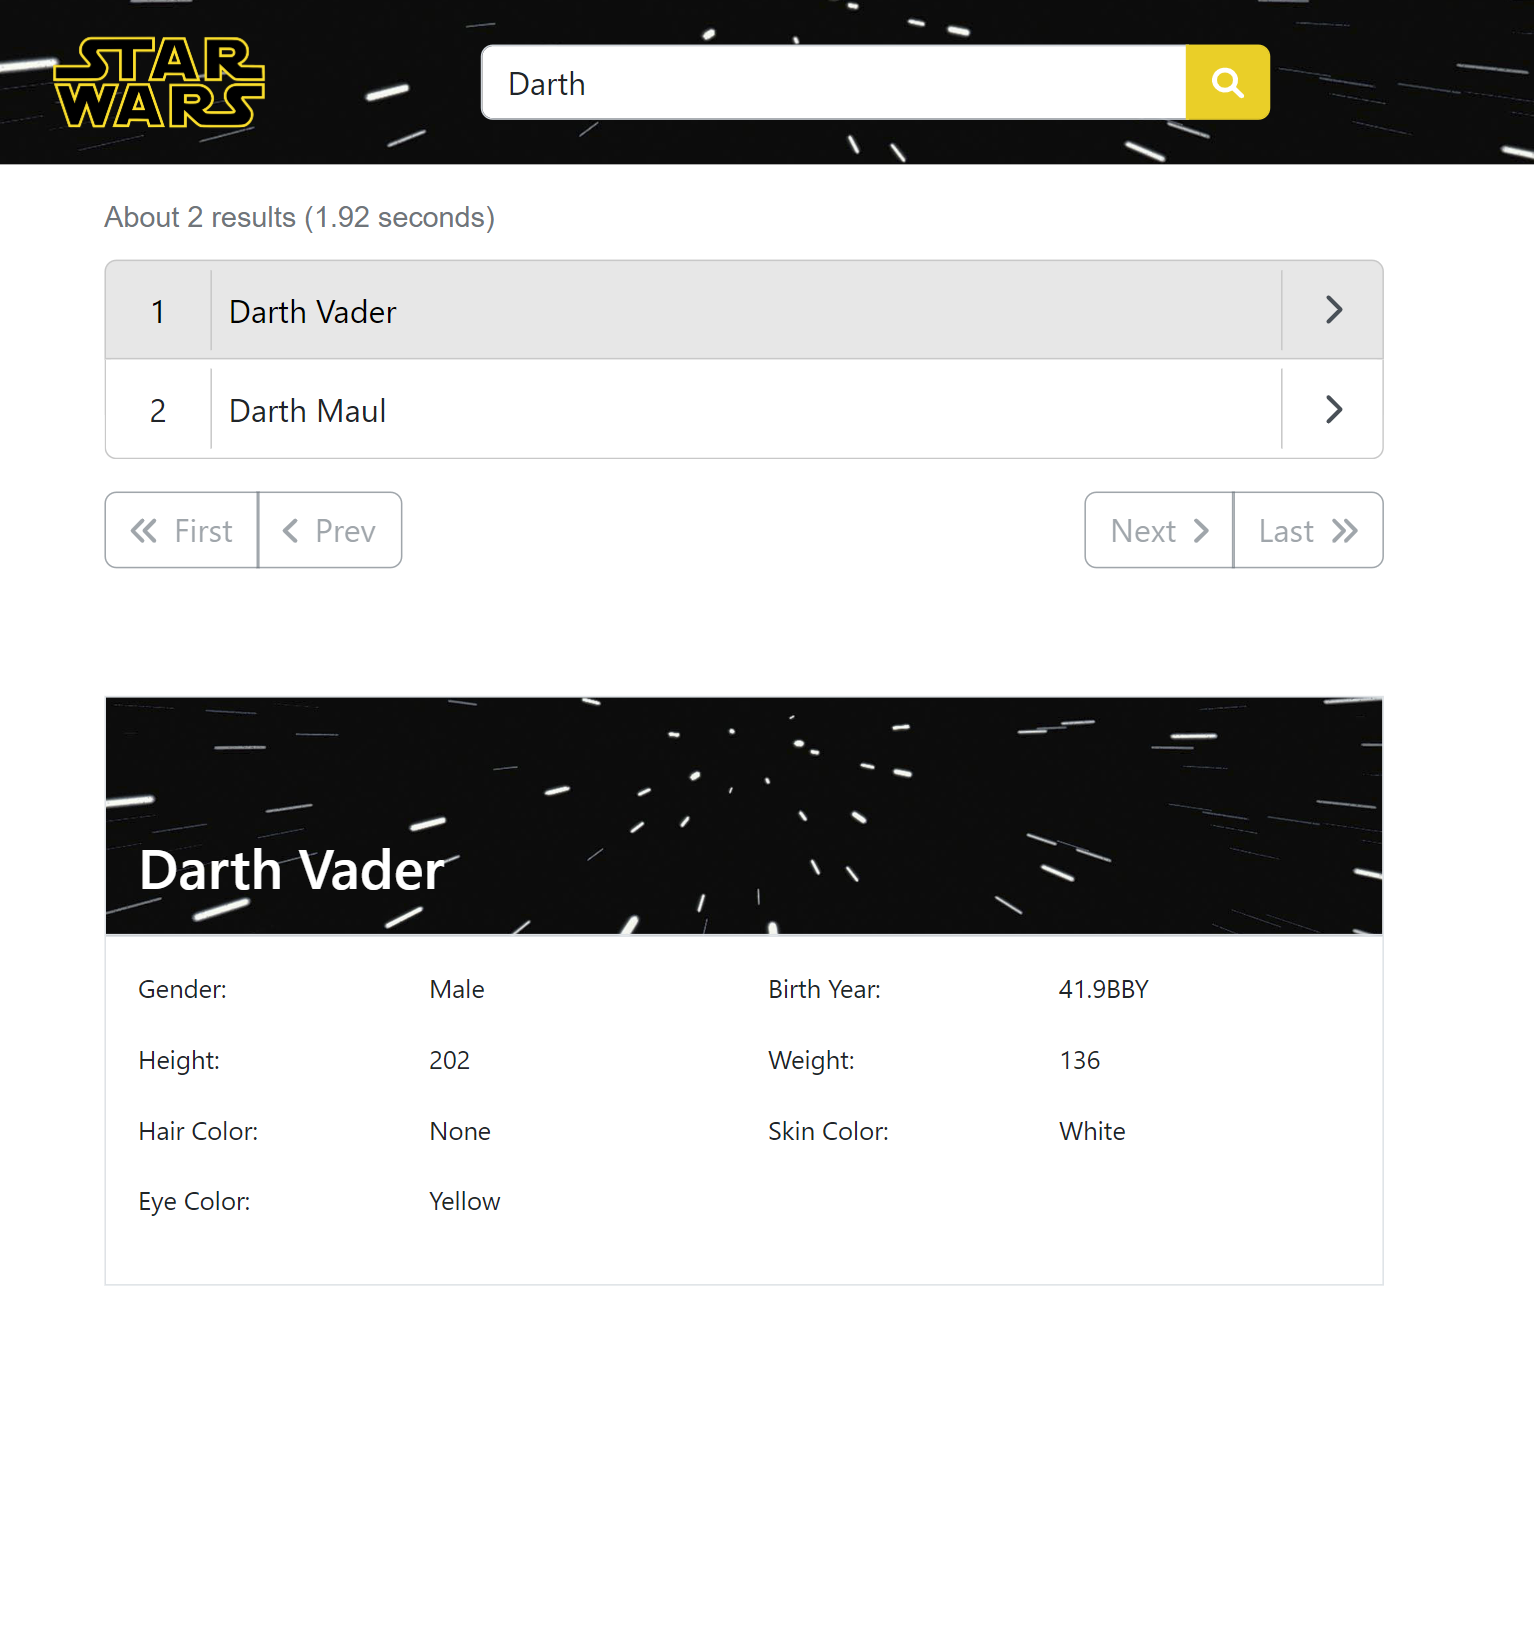 STAR
WARS
Darth
About 2 results (1.92 seconds)
1 Darth Vader
2 Darth Maul
First Prev Next Last
Darth Vader
Gender: Male Birth Year: 41.9BBY
Height: 202 Weight: 136
Hair Color: None Skin Color: White
Eye Color: Yellow